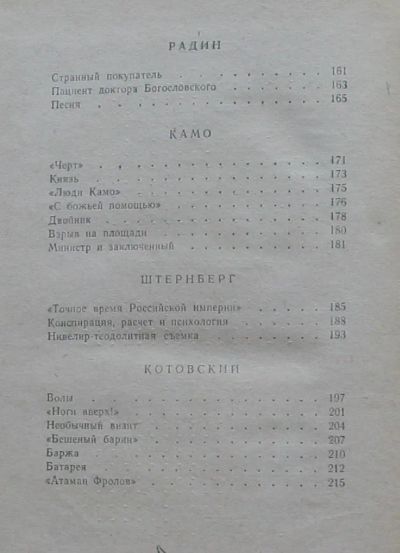 РАДИН
Странный покупатель . . . . . . . . 161
Пациент доктора Богословского . . . . . . 163
Песня . . . . . . . . . . . 165
КАМО
«Черт» . . . . . . . . . . . 171
Князь . . . . . . . . . . . 173
«Люди Камо» . . . . . . . . . . 175
«С божьей помощью» . . . . . . . . 176
Двойник . . . . . . . . . . . 178
Взрыв на площади . . . . . . . . . 180
Министр и заключенный . . . . . . . . 181
ШТЕРНБЕРГ
«Точное время Российской империи» . . . . . 185
Конспирация, расчет и психология . . . . . . 188
Нивелир-теодолитная съемка . . . . . . . 193
КОТОВСКИЙ
Волы . . . . . . . . . . . 197
«Ноги вверх!» . . . . . . . . . . 201
Необычный визит . . . . . . . . . 204
«Бешеный барин» . . . . . . . . . 207
Баржа . . . . . . . . . . . 210
Батарея . . . . . . . . . . . 212
«Атаман Фролов» . . . . . . . . . 215